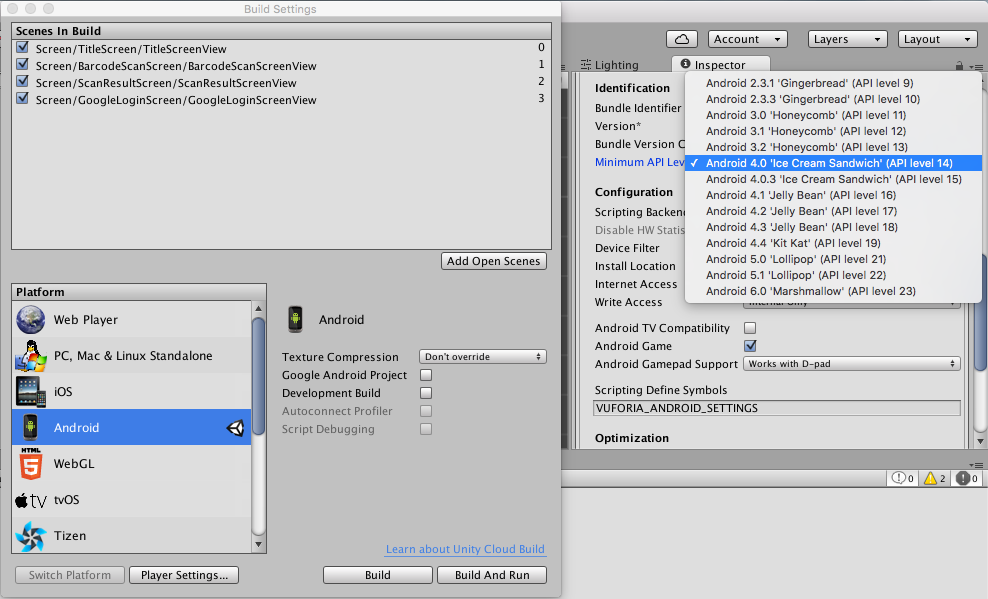 Build Settings
Scenes In Build
Screen/TitleScreen/TitleScreenView 0
Screen/BarcodeScanScreen/BarcodeScanScreenView 1
Screen/ScanResultScreen/ScanResultScreenView 2
Screen/GoogleLoginScreen/GoogleLoginScreenView 3
Add Open Scenes
Platform
Web Player
PC, Mac & Linux Standalone
iOS
Android
HTML
5
WebGL
tv
tvOS
Tizen
Android
Texture Compression Don't override
Google Android Project
Development Build
Autoconnect Profiler
Script Debugging
Learn about Unity Cloud Build
Switch Platform
Player Settings...
Build
Build And Run
Account
Layers
Layout
Lighting
Inspector
Identification
Bundle Identifier
Version*
Bundle Version C
Minimum API Lev
Android 2.3.1 'Gingerbread' (API level 9)
Android 2.3.3 'Gingerbread' (API level 10)
Android 3.0 'Honeycomb' (API level 11)
Android 3.1 'Honeycomb' (API level 12)
Android 3.2 'Honeycomb' (API level 13)
✓ Android 4.0 'Ice Cream Sandwich' (API level 14)
Android 4.0.3 'Ice Cream Sandwich' (API level 15)
Android 4.1 'Jelly Bean' (API level 16)
Android 4.2 'Jelly Bean' (API level 17)
Android 4.3 'Jelly Bean' (API level 18)
Android 4.4 'Kit Kat' (API level 19)
Android 5.0 'Lollipop' (API level 21)
Android 5.1 'Lollipop' (API level 22)
Android 6.0 'Marshmallow' (API level 23)
Configuration
Scripting Backend
Disable HW Statis
Device Filter
Install Location
Internet Access
Write Access
Android TV Compatibility
Android Game
Android Gamepad Support Works with D-pad
Scripting Define Symbols
VUFORIA_ANDROID_SETTINGS
Optimization
0 2 0